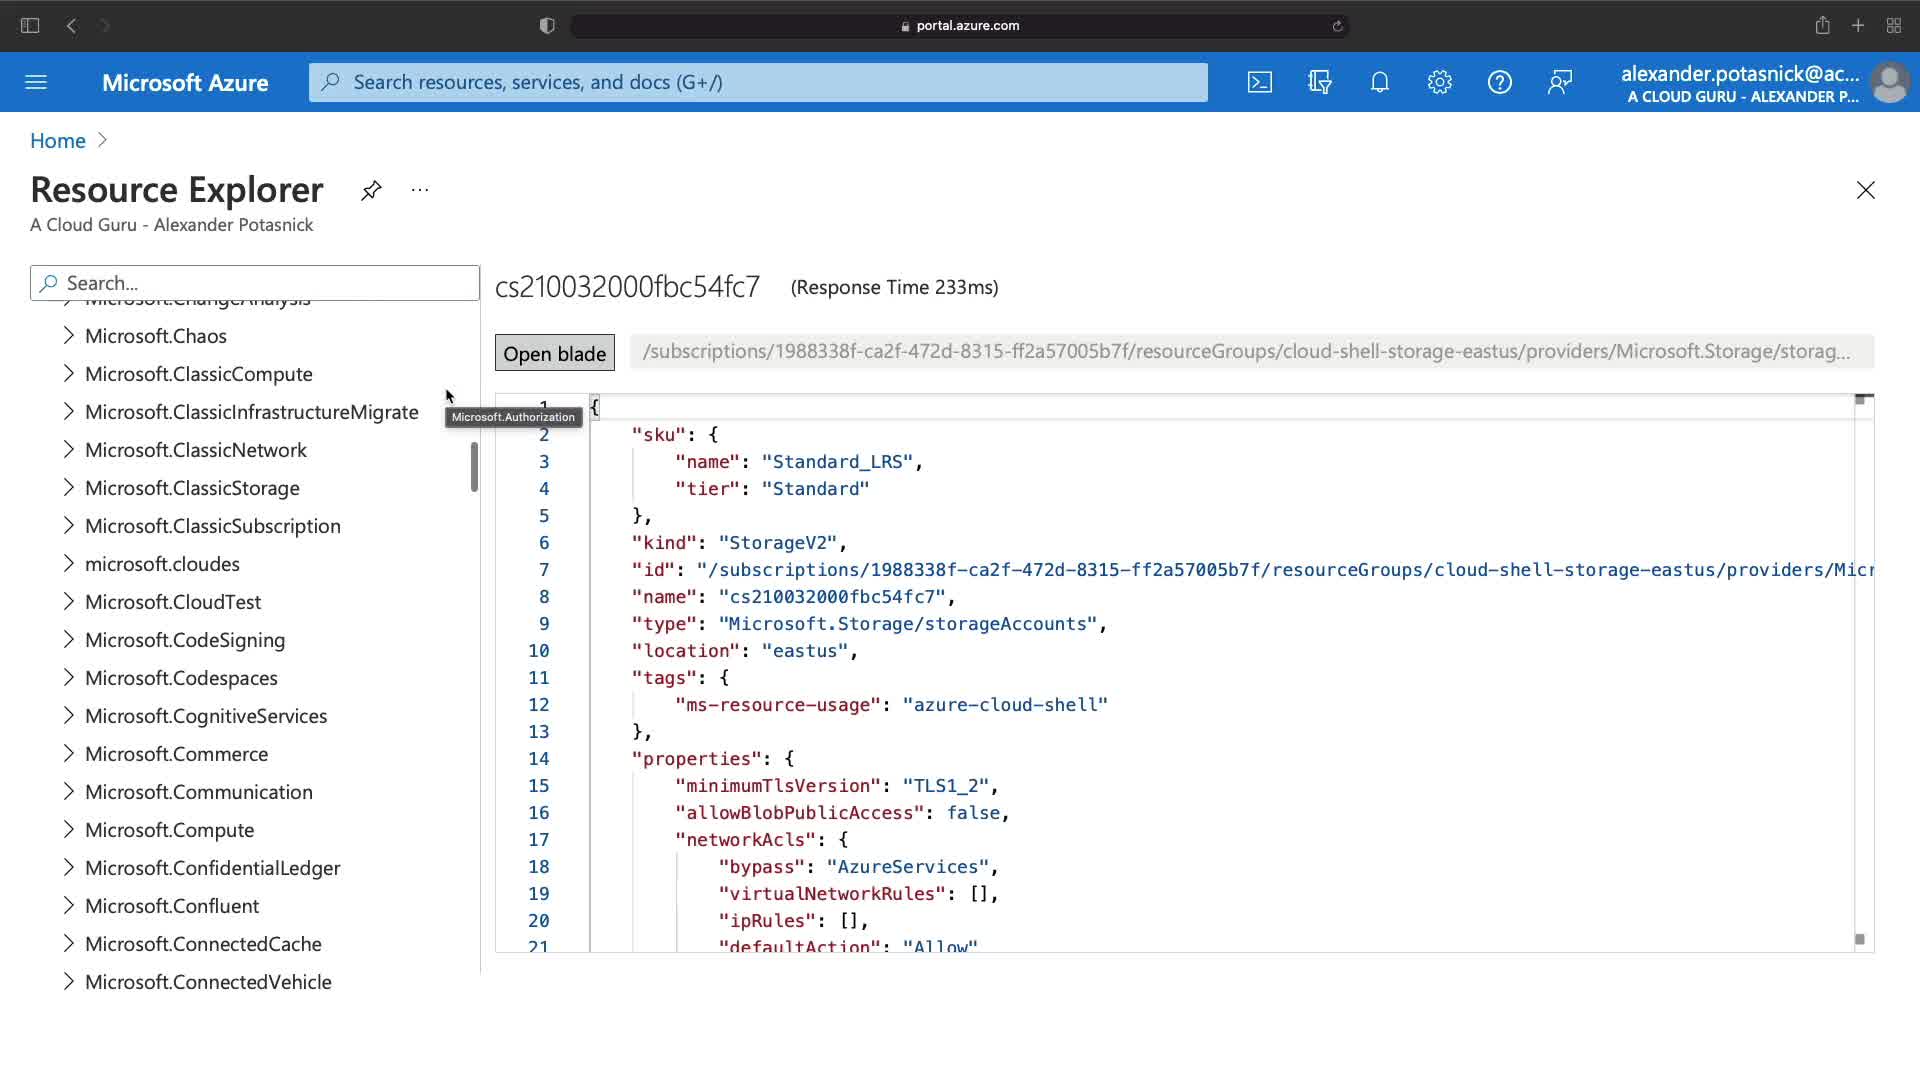 portal.azure.com
Microsoft Azure
Search resources, services, and docs (G+/)
alexander.potasnick@ac...
A CLOUD GURU - ALEXANDER P...
Home
Resource Explorer
...
A Cloud Guru - Alexander Potasnick
Search...
Microsoft.ChangeAnalysis
Microsoft.Chaos
Microsoft.ClassicCompute
Microsoft.ClassicInfrastructureMigrate
Microsoft.ClassicNetwork
Microsoft.ClassicStorage
Microsoft.ClassicSubscription
microsoft.cloudes
Microsoft.CloudTest
Microsoft.CodeSigning
Microsoft.Codespaces
Microsoft.CognitiveServices
Microsoft.Commerce
Microsoft.Communication
Microsoft.Compute
Microsoft.ConfidentialLedger
Microsoft.Confluent
Microsoft.ConnectedCache
Microsoft.ConnectedVehicle
Microsoft.Authorization
cs210032000fbc54fc7 (Response Time 233ms)
Open blade
/subscriptions/1988338f-ca2f-472d-8315-ff2a57005b7f/resourceGroups/cloud-shell-storage-eastus/providers/Microsoft.Storage/storag...
1 {
2 "sku": {
3 "name": "Standard_LRS",
4 "tier": "Standard"
5 },
6 "kind": "StorageV2",
7 "id": "/subscriptions/1988338f-ca2f-472d-8315-ff2a57005b7f/resourceGroups/cloud-shell-storage-eastus/providers/Micr
8 "name": "cs210032000fbc54fc7",
9 "type": "Microsoft.Storage/storageAccounts",
10 "location": "eastus",
11 "tags": {
12 "ms-resource-usage": "azure-cloud-shell"
13 },
14 "properties": {
15 "minimumTlsVersion": "TLS1_2",
16 "allowBlobPublicAccess": false,
17 "networkAcls": {
18 "bypass": "AzureServices",
19 "virtualNetworkRules": [],
20 "ipRules": [],
21 "defaultAction": "Allow"